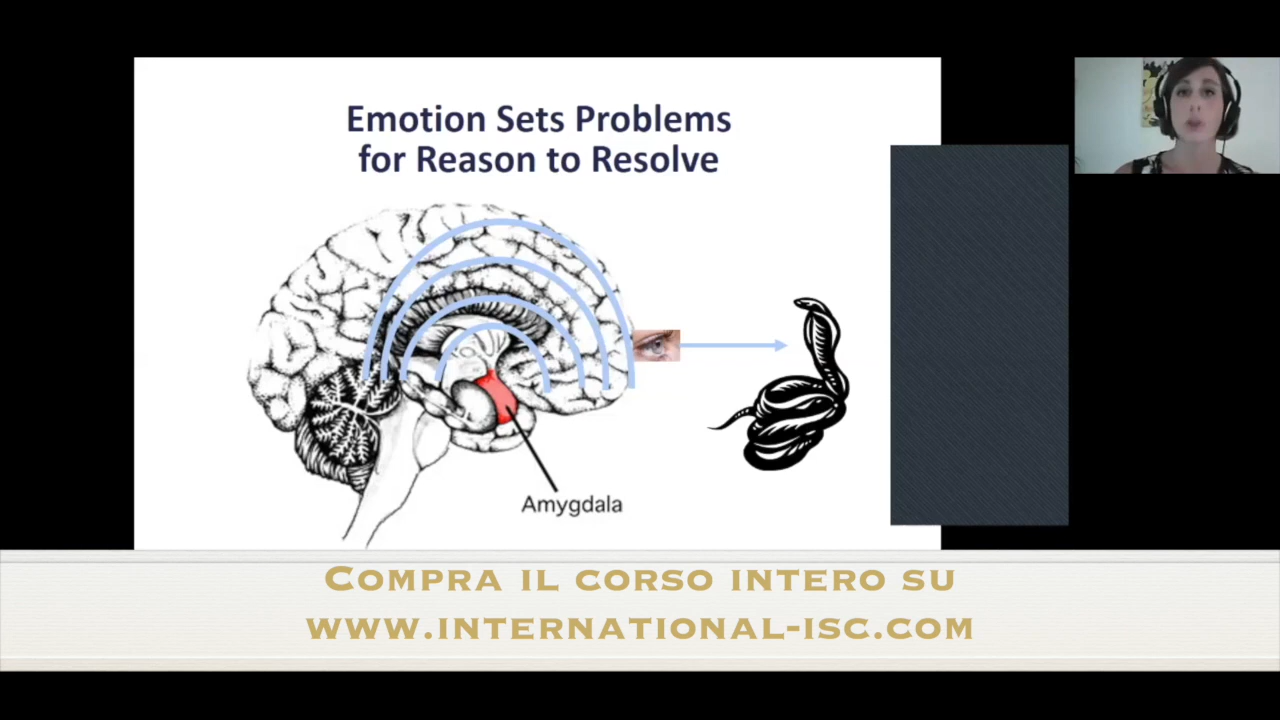 Emotion Sets Problems
for Reason to Resolve
Amygdala
Compra il corso intero su
www.international-isc.com